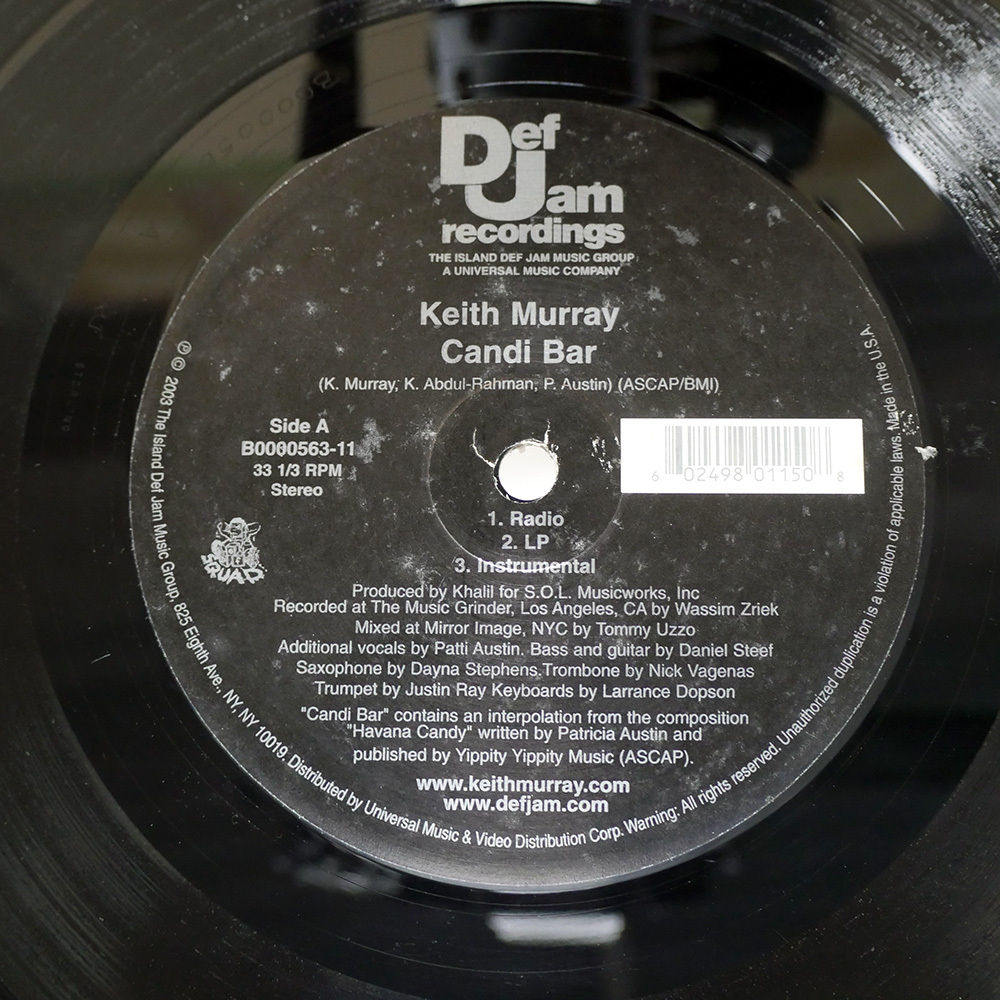 Def
Jam
recordings
THE ISLAND DEF JAM MUSIC GROUP
A UNIVERSAL MUSIC COMPANY
Keith Murray
Candi Bar
(K. Murray, K. Abdul-Rahman, P. Austin) (ASCAP/BMI)
Side A
B0000563-11
33 1/3 RPM
Stereo
6 02498 01150 8
SQUAD
1. Radio
2. LP
3. Instrumental
Produced by Khalil for S.O.L. Musicworks, Inc
Recorded at The Music Grinder, Los Angeles, CA by Wassim Zriek
Mixed at Mirror Image, NYC by Tommy Uzzo
Additional vocals by Patti Austin. Bass and guitar by Daniel Steef
Saxophone by Dayna Stephens.Trombone by Nick Vagenas
Trumpet by Justin Ray Keyboards by Larrance Dopson
"Candi Bar" contains an interpolation from the composition
"Havana Candy" written by Patricia Austin and
published by Yippity Yippity Music (ASCAP).
www.keithmurray.com
www.defjam.com
℗ © 2003 The Island Def Jam Music Group, 825 Eighth Ave., NY, NY 10019. Distributed by Universal Music & Video Distribution Corp. Warning: All rights reserved. Unauthorized duplication is a violation of applicable laws. Made in the U.S.A.